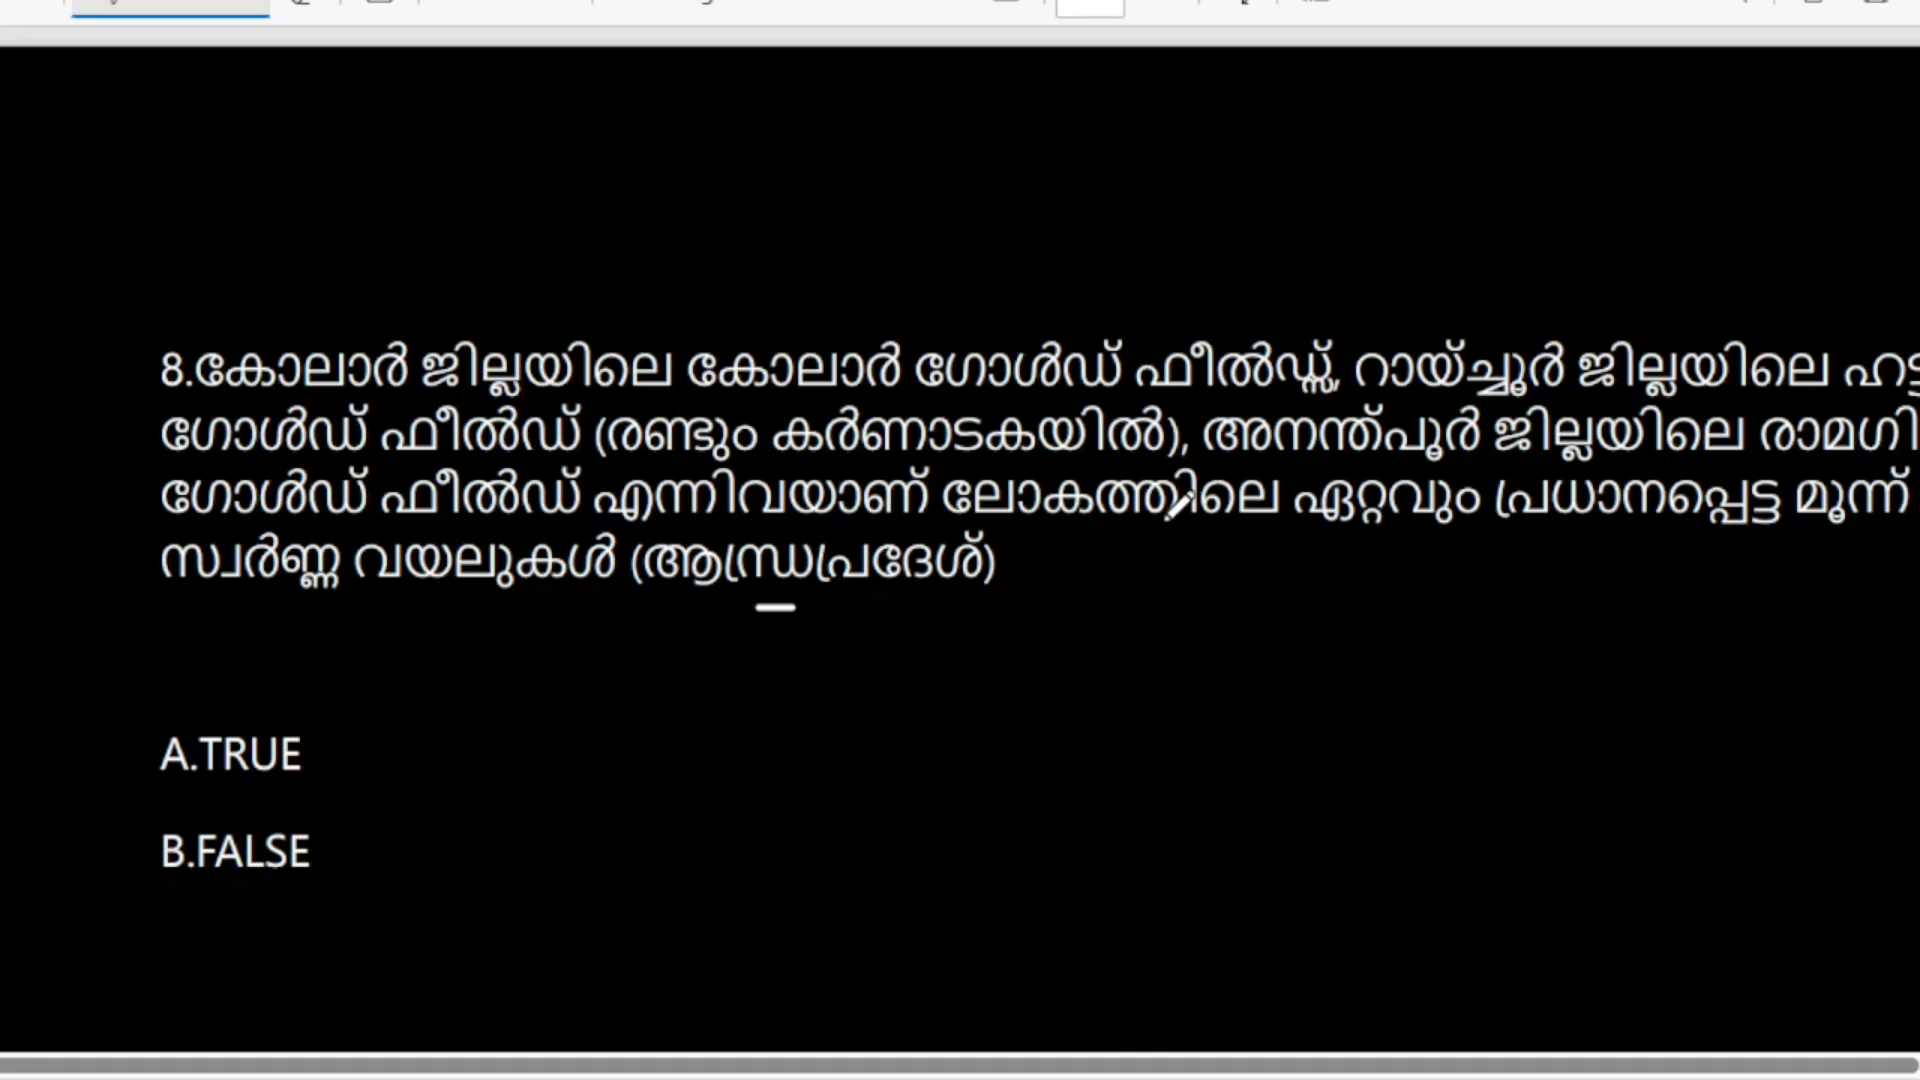 8.കോലാർ ജില്ലയിലെ കോലാർ ഗോൾഡ് ഫീൽഡ്സ്, റായ്ച്ചൂർ ജില്ലയിലെ
ഗോൾഡ് ഫീൽഡ് (രണ്ടും കർണാടകയിൽ), അനന്ത്പൂർ ജില്ലയിലെ
ഗോൾഡ് ഫീൽഡ് എന്നിവയാണ് ലോകത്തിലെ ഏറ്റവും പ്രധാനപ്പെട്ട മൂന്ന്
സ്വർണ്ണ വയലുകൾ (ആന്ധ്രപ്രദേശ്)
A.TRUE
B.FALSE